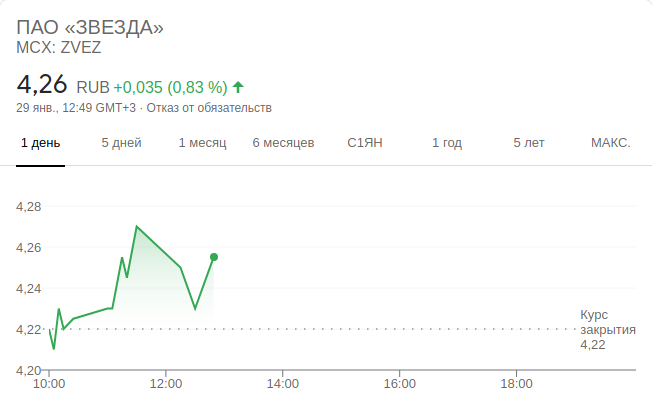 ПАО «ЗВЕЗДА»
MCX: ZVEZ
4,26 RUB +0,035 (0,83 %)
29 янв., 12:49 GMT+3 · Отказ от обязательств
1 день 5 дней 1 месяц 6 месяцев С1ЯН 1 год 5 лет МАКС.
4,28
4,26
4,24
4,22
4,20
Курс
закрытия
4,22
10:00 12:00 14:00 16:00 18:00